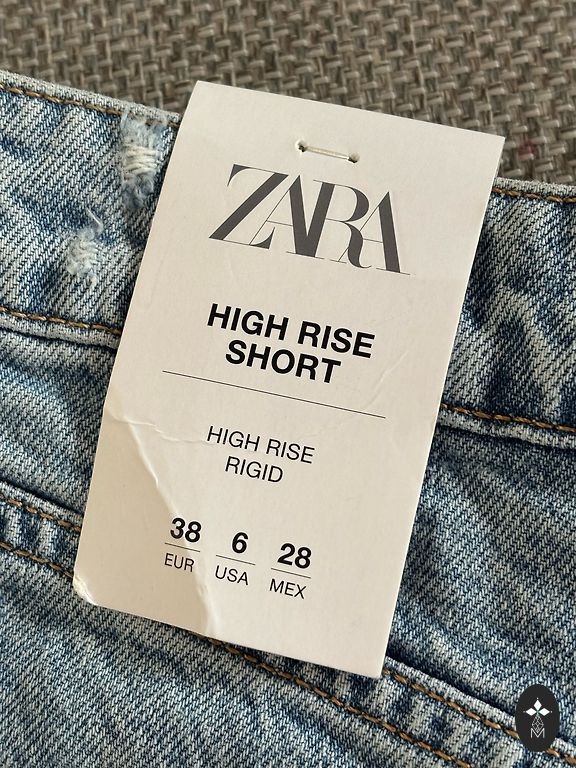 ZARA
HIGH RISE
SHORT
HIGH RISE
RIGID
38 6 28
EUR USA MEX
M